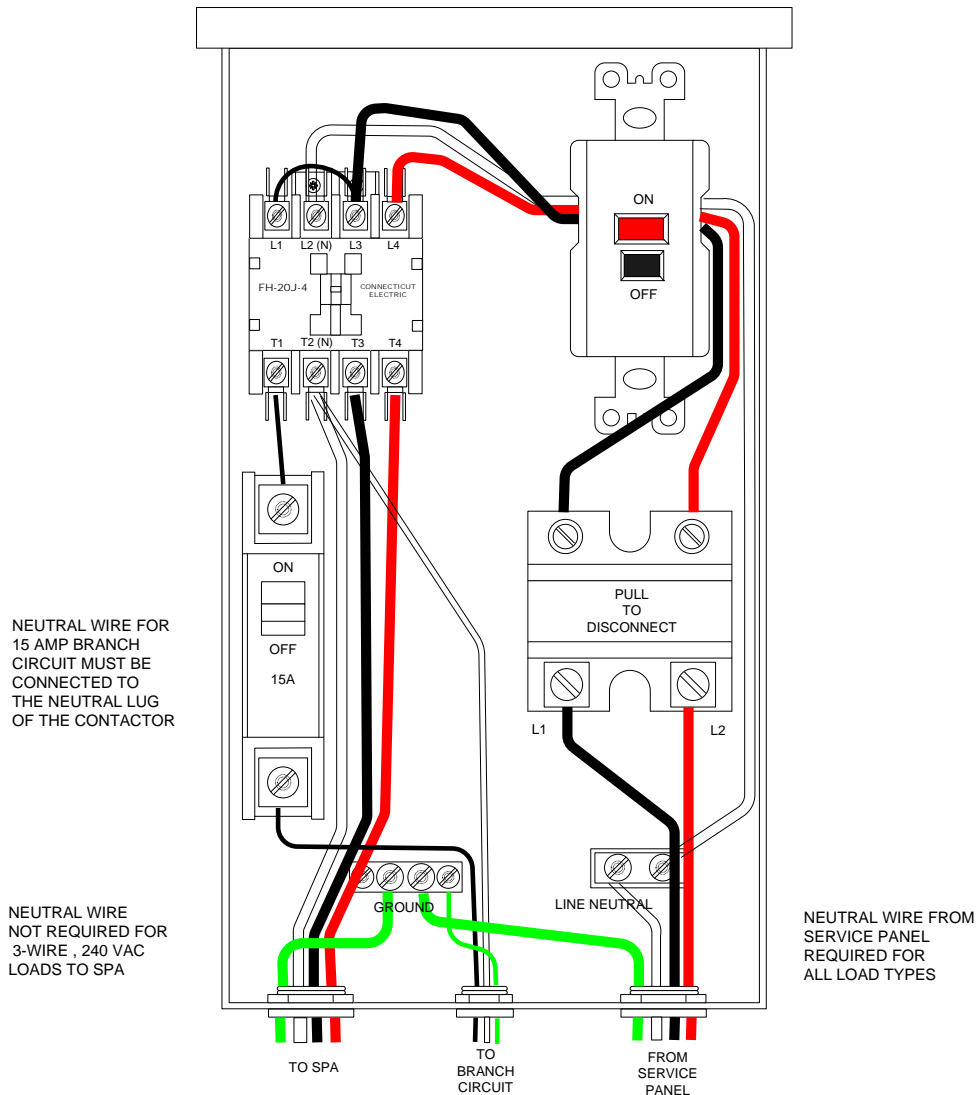 ON
OFF
L1
L2 (N)
L3
L4
FH-20J-4
CONNECTICUT
ELECTRIC
T1
T2 (N)
T3
T4
ON
OFF
15A
PULL
TO
DISCONNECT
L1
L2
NEUTRAL WIRE FOR
15 AMP BRANCH
CIRCUIT MUST BE
CONNECTED TO
THE NEUTRAL LUG
OF THE CONTACTOR
GROUND
LINE NEUTRAL
NEUTRAL WIRE
NOT REQUIRED FOR
3-WIRE , 240 VAC
LOADS TO SPA
NEUTRAL WIRE FROM
SERVICE PANEL
REQUIRED FOR
ALL LOAD TYPES
TO SPA
TO
BRANCH
CIRCUIT
FROM
SERVICE
PANEL